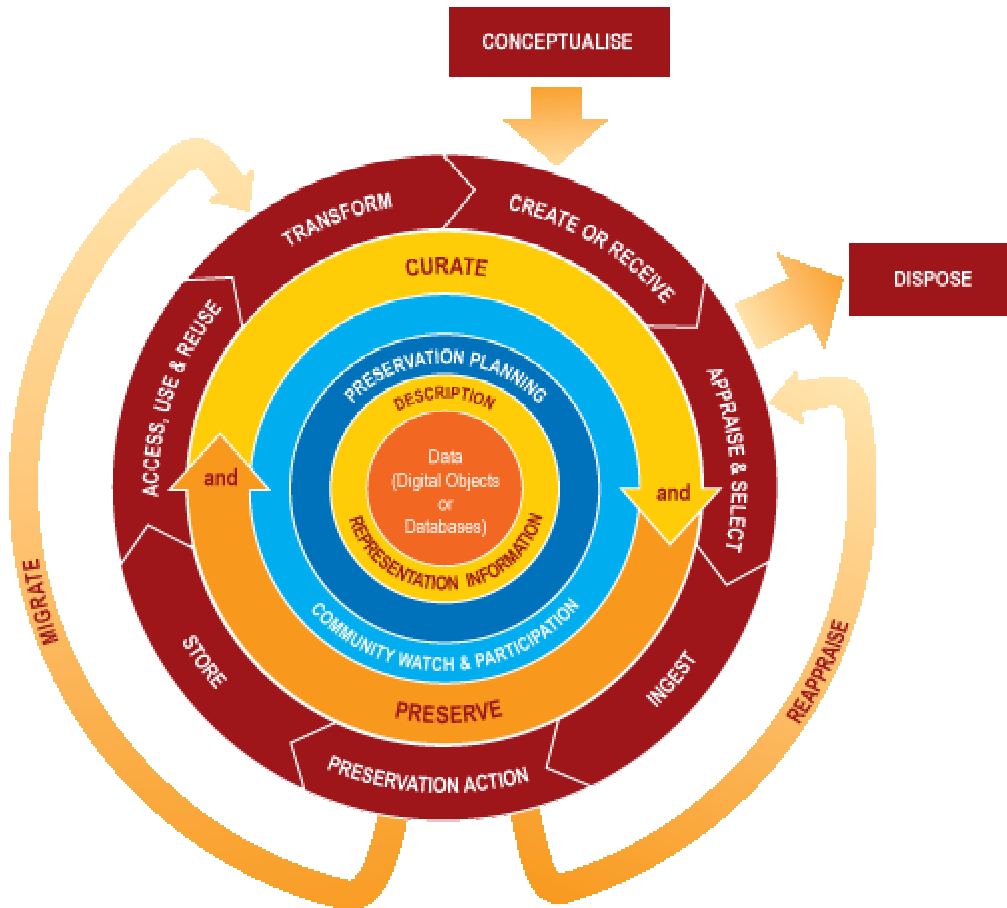 CONCEPTUALISE
TRANSFORM
CREATE OR RECEIVE
DISPOSE
CURATE
ACCESS, USE & REUSE
APPRAISE & SELECT
PRESERVATION PLANNING
DESCRIPTION
Data
(Digital Objects
or
Databases)
and
and
REPRESENTATION INFORMATION
COMMUNITY WATCH & PARTICIPATION
MIGRATE
STORE
INGEST
REAPPRAISE
PRESERVE
PRESERVATION ACTION